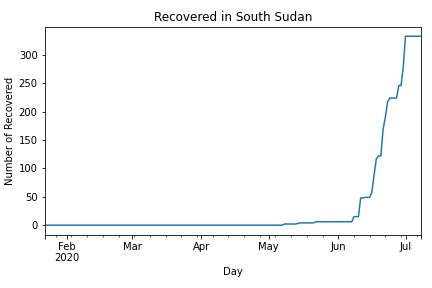 Recovered in South Sudan
Number of Recovered
300
250
200
150
100
50
0
Feb
2020
Mar
Apr
May
Jun
Jul
Day